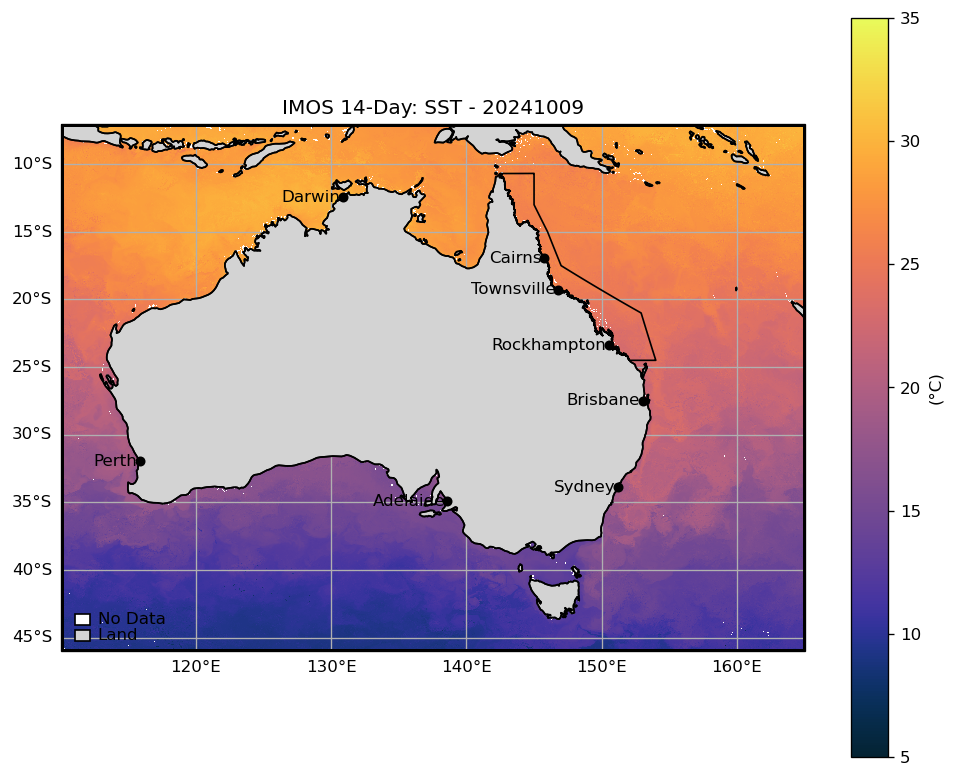 IMOS 14-Day: SST - 20241009
35
30
25
20
15
10
5
(°C)
10°S
15°S
20°S
25°S
30°S
35°S
40°S
45°S
Darwin
Cairns
Townsville
Rockhampton
Brisbane
Perth
Sydney
Adelaide
No Data
Land
120°E
130°E
140°E
150°E
160°E